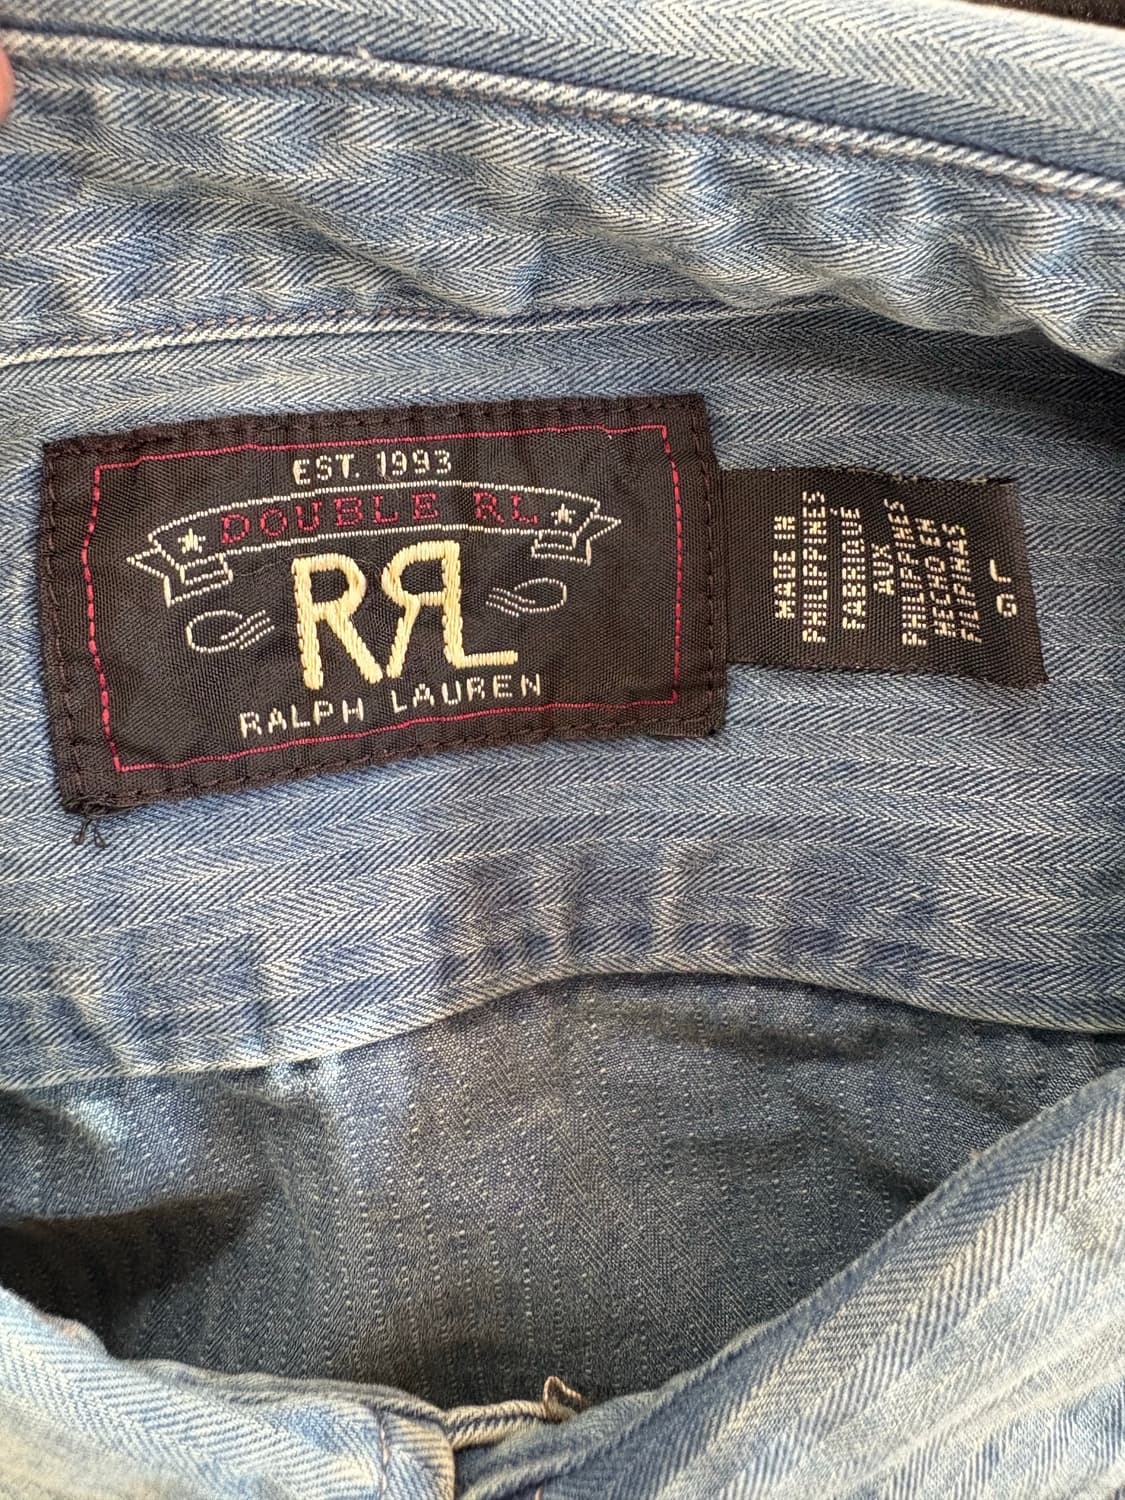 EST. 1993
DOUBLE RL
RRL
RALPH LAUREN
MADE IN
PHILIPPINES
FABRIQUÉ
AUX
PHILIPPINES
HECHO EN
FILIPINAS
L
G